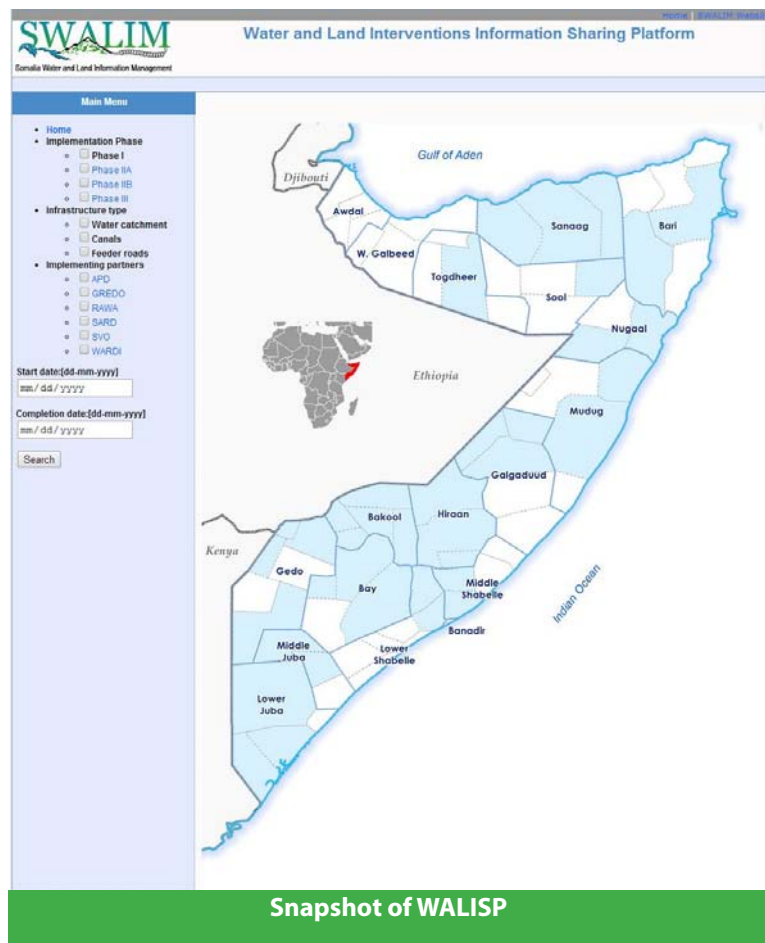 Home | SWALIM Websi
SWALIM
Somalia Water and Land Information Management
Water and Land Interventions Information Sharing Platform
Main Menu
Home
Implementation Phase
Phase I
Phase IIA
Phase IIB
Phase III
Infrastructure type
Water catchment
Canals
Feeder roads
Implementing partners
APD
GREDO
RAWA
SARD
SVO
WARDI
Start date:[dd-mm-yyyy]
mm/dd/yyyy
Completion date:[dd-mm-yyyy]
mm/dd/yyyy
Search
Gulf of Aden
Djibouti
Awdal
Sanaag
Bari
W. Galbeed
Togdheer
Sool
Nugaal
Ethiopia
Mudug
Galgaduud
Bakool
Hiraan
Kenya
Gedo
Bay
Middle
Shabelle
Indian Ocean
Banadir
Middle
Juba
Lower
Shabelle
Lower
Juba
Snapshot of WALISP